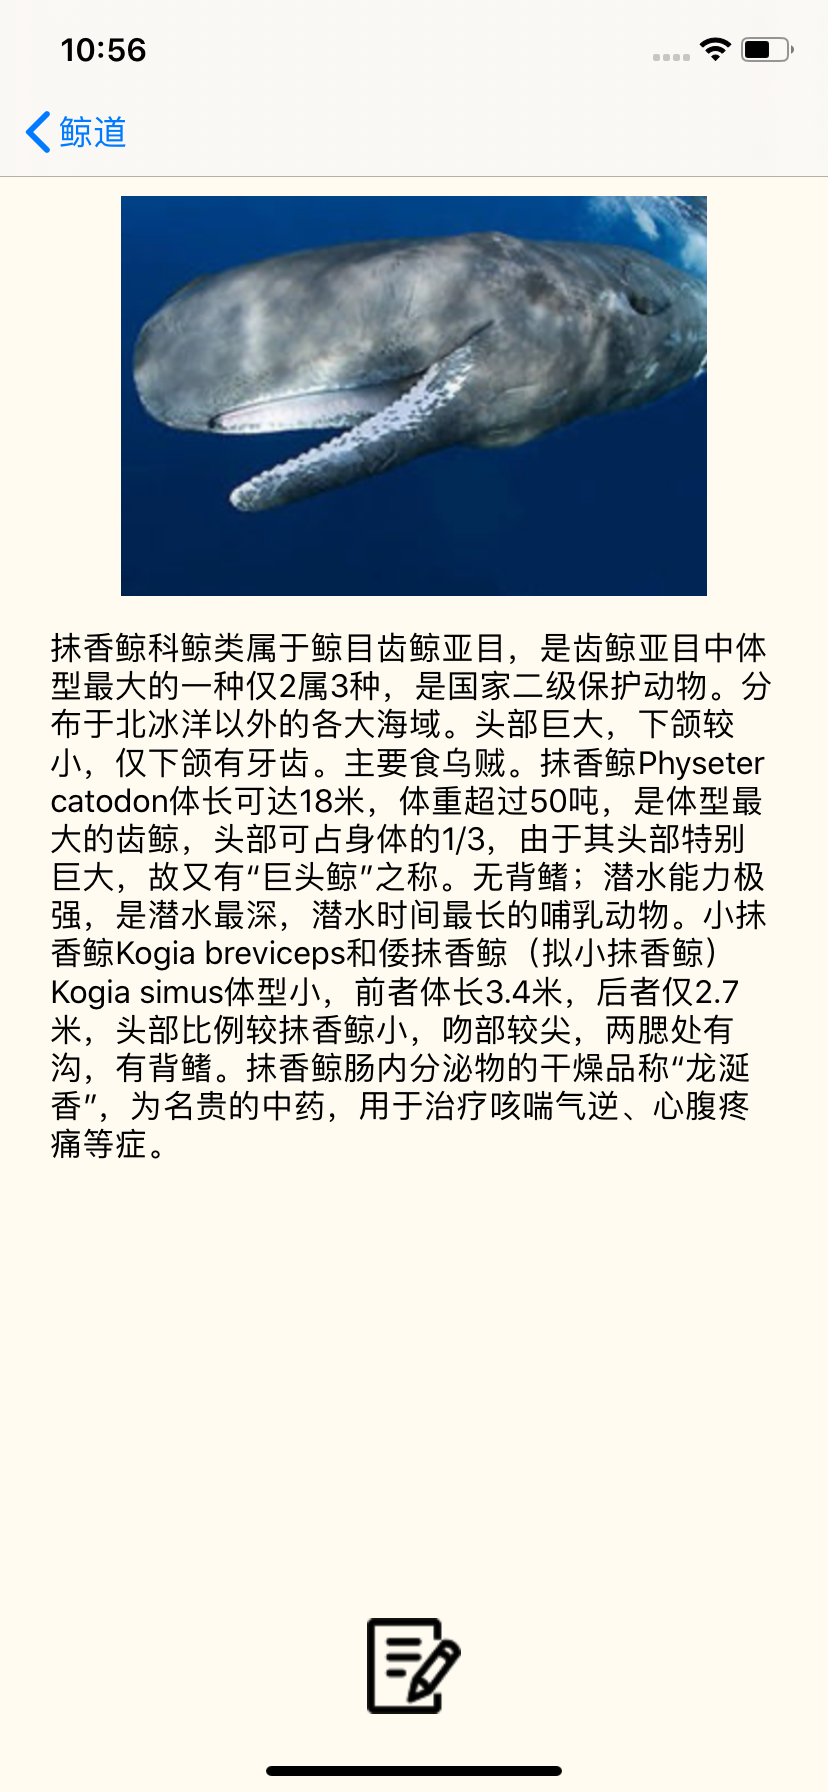 10:56
鲸道
抹香鲸科鲸类属于鲸目齿鲸亚目，是齿鲸亚目中体
型最大的一种仅2属3种，是国家二级保护动物。分
布于北冰洋以外的各大海域。头部巨大，下颌较
小，仅下颌有牙齿。主要食乌贼。抹香鲸Physeter
catodon体长可达18米，体重超过50吨，是体型最
大的齿鲸，头部可占身体的1/3，由于其头部特别
巨大，故又有“巨头鲸”之称。无背鳍；潜水能力极
强，是潜水最深，潜水时间最长的哺乳动物。小抹
香鲸Kogia breviceps和倭抹香鲸（拟小抹香鲸）
Kogia simus体型小，前者体长3.4米，后者仅2.7
米，头部比例较抹香鲸小，吻部较尖，两腮处有
沟，有背鳍。抹香鲸肠内分泌物的干燥品称“龙涎
香”，为名贵的中药，用于治疗咳喘气逆、心腹疼
痛等症。